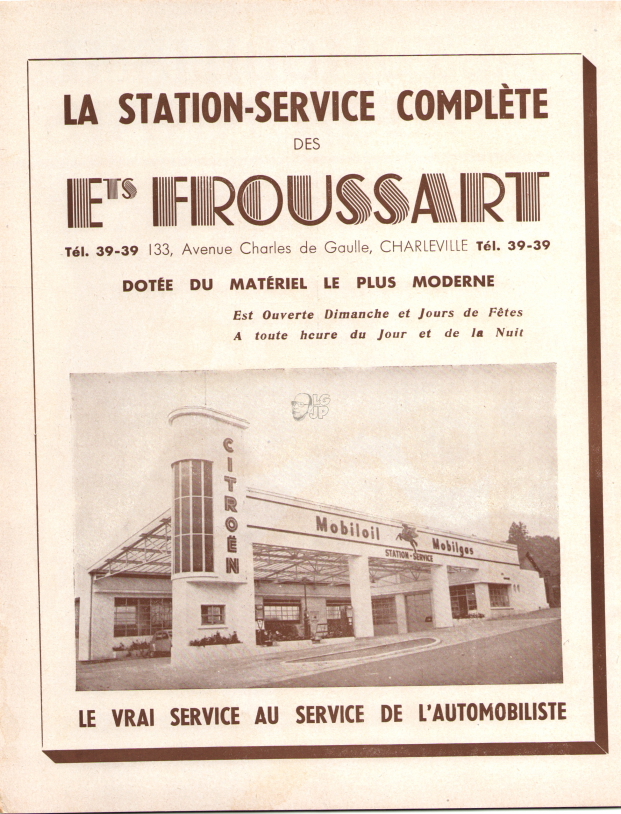 LA STATION-SERVICE COMPLÈTE
DES
ETS FROUSSART
Tél. 39-39 133, Avenue Charles de Gaulle, CHARLEVILLE Tél. 39-39
DOTÉE DU MATÉRIEL LE PLUS MODERNE
Est Ouverte Dimanche et Jours de Fêtes
A toute heure du Jour et de la Nuit
LG
JP
CITROËN
Mobiloil Mobilgas
STATION-SERVICE
LE VRAI SERVICE AU SERVICE DE L'AUTOMOBILISTE